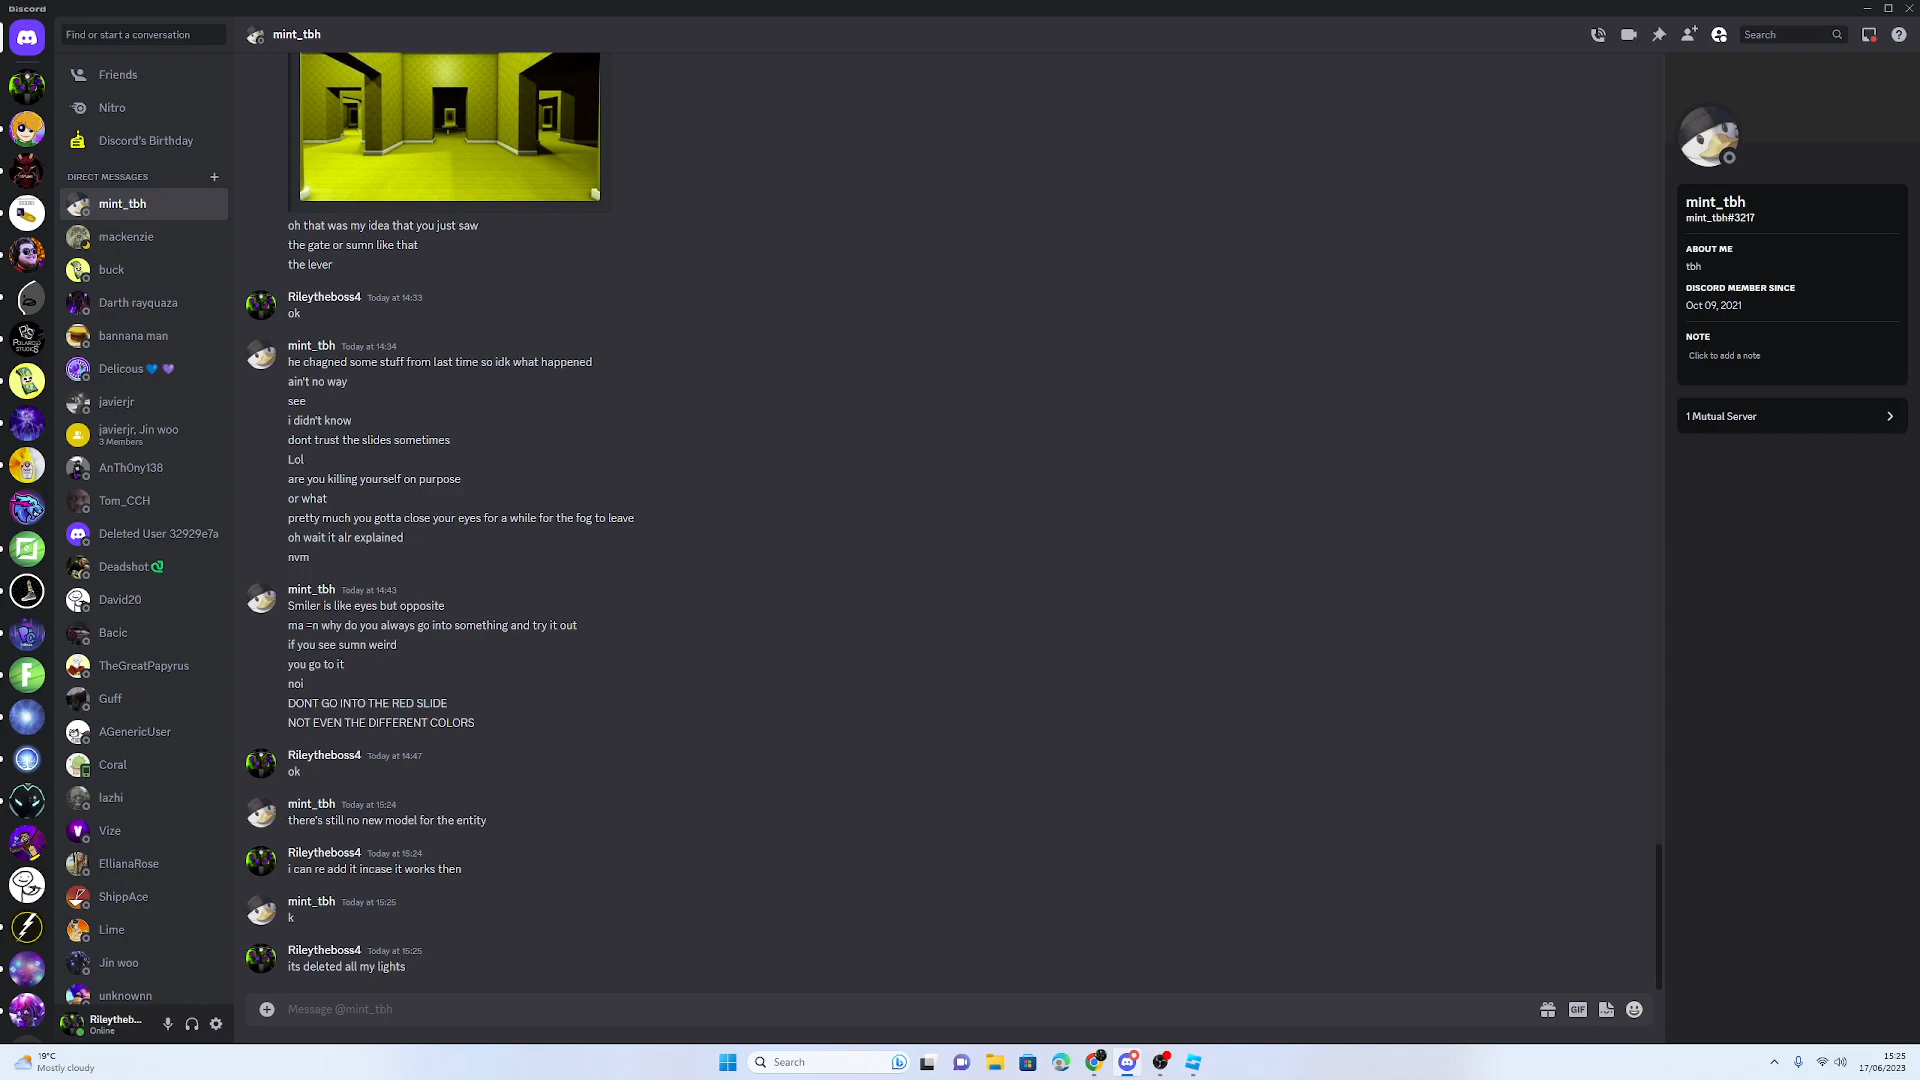 Discord
Find or start a conversation
Friends
Nitro
Discord's Birthday
DIRECT MESSAGES
mint_tbh
mackenzie
buck
Darth rayquaza
bannana man
Delicous
javierjr
javierjr, Jin woo
3 Members
AnTh0ny138
Tom_CCH
Deleted User 32929e7a
Deadshot
David20
Bacic
TheGreatPapyrus
Guff
AGenericUser
Coral
lazhi
Vize
EllianaRose
ShippAce
Lime
Jin woo
unknownn
Rileytheb...
Online
mint_tbh
Search
oh that was my idea that you just saw
the gate or sumn like that
the lever
Rileytheboss4 Today at 14:33
ok
mint_tbh Today at 14:34
he chagned some stuff from last time so idk what happened
ain't no way
see
i didn't know
dont trust the slides sometimes
Lol
are you killing yourself on purpose
or what
pretty much you gotta close your eyes for a while for the fog to leave
oh wait it alr explained
nvm
mint_tbh Today at 14:43
Smiler is like eyes but opposite
ma =n why do you always go into something and try it out
if you see sumn weird
you go to it
noi
DONT GO INTO THE RED SLIDE
NOT EVEN THE DIFFERENT COLORS
Rileytheboss4 Today at 14:47
ok
mint_tbh Today at 15:24
there's still no new model for the entity
Rileytheboss4 Today at 15:24
i can re add it incase it works then
mint_tbh Today at 15:25
k
Rileytheboss4 Today at 15:25
its deleted all my lights
Message @mint_tbh
GIF
mint_tbh
mint_tbh#3217
ABOUT ME
tbh
DISCORD MEMBER SINCE
Oct 09, 2021
NOTE
Click to add a note
1 Mutual Server
19°C
Mostly cloudy
Search
15:25
17/06/2023